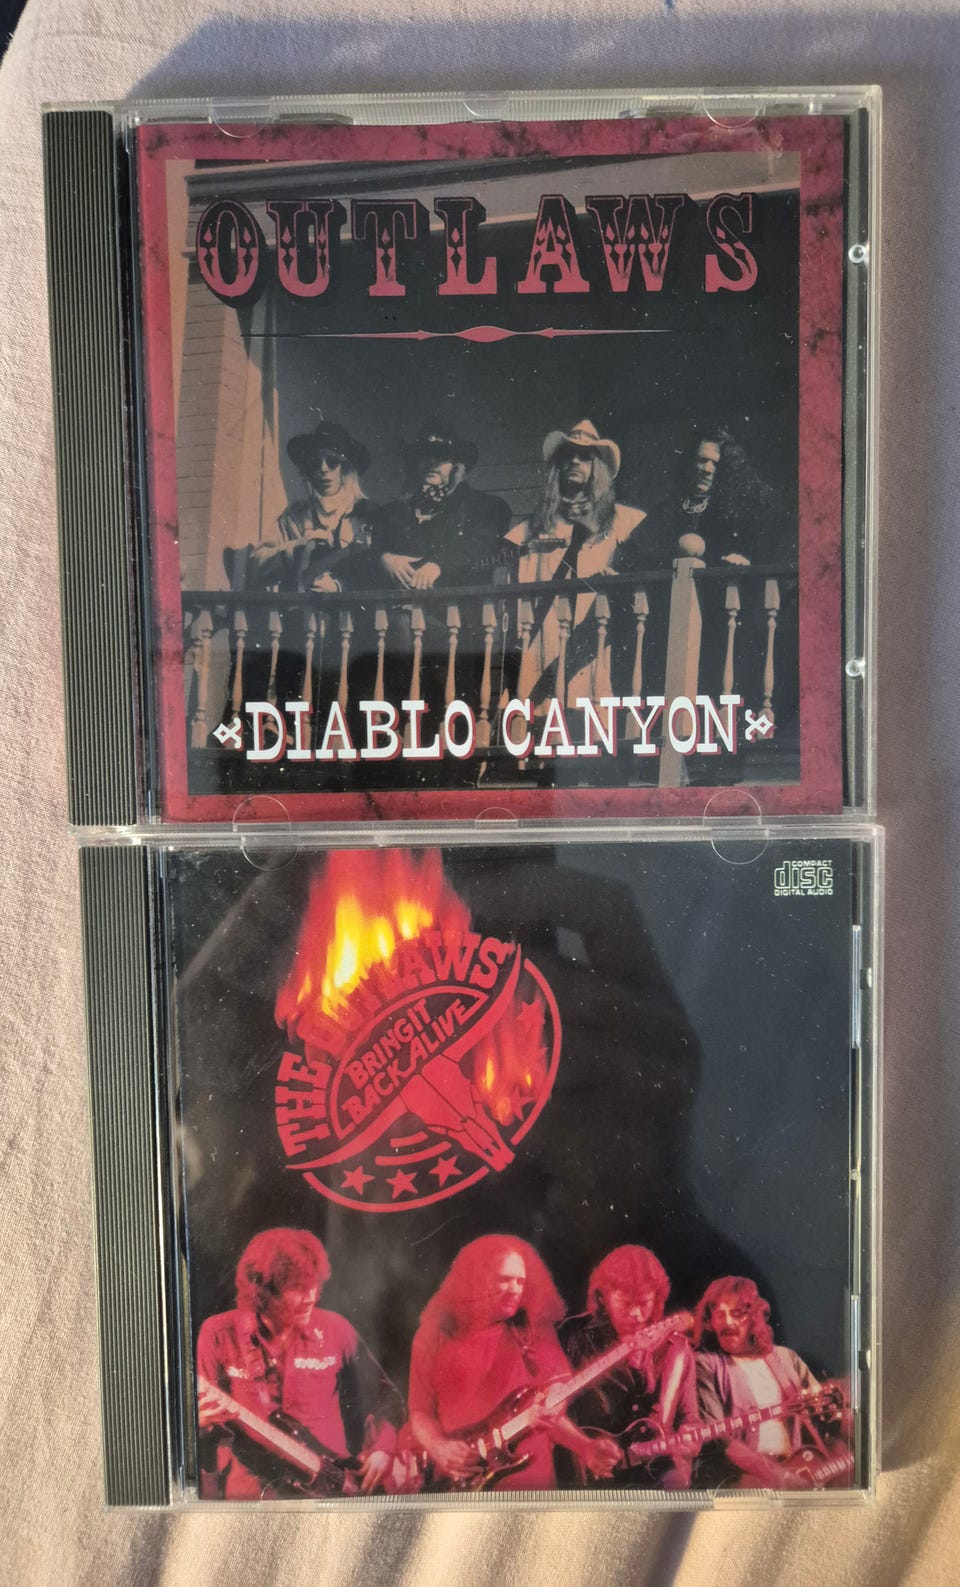 OUTLAWS
DIABLO CANYON
COMPACT
disc
DIGITAL AUDIO
THE OUTLAWS
BRING IT
BACK ALIVE